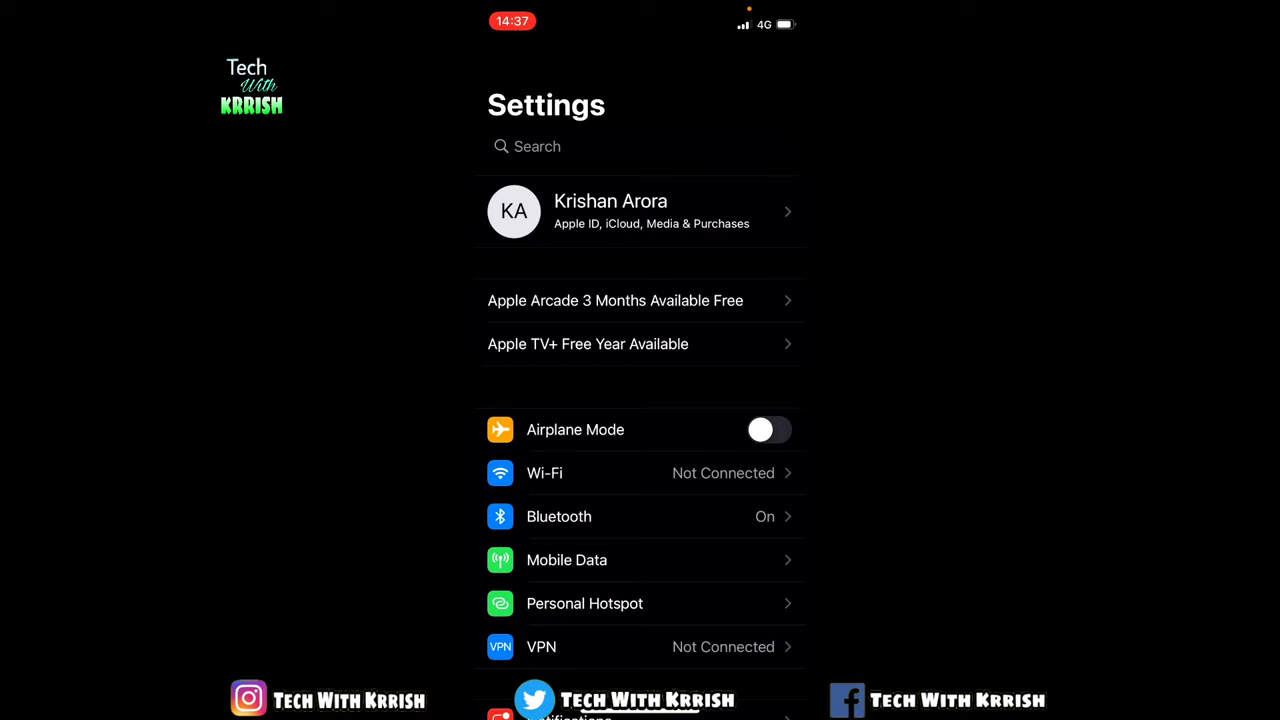 14:37
4G
Tech
With
KRRISH
Settings
Search
KA
Krishan Arora
Apple ID, iCloud, Media & Purchases
Apple Arcade 3 Months Available Free
Apple TV+ Free Year Available
Airplane Mode
Wi-Fi
Not Connected
Bluetooth
On
Mobile Data
Personal Hotspot
VPN
VPN
Not Connected
Notifications
TECH WITH KRRISH
TECH WITH KRRISH
TECH WITH KRRISH